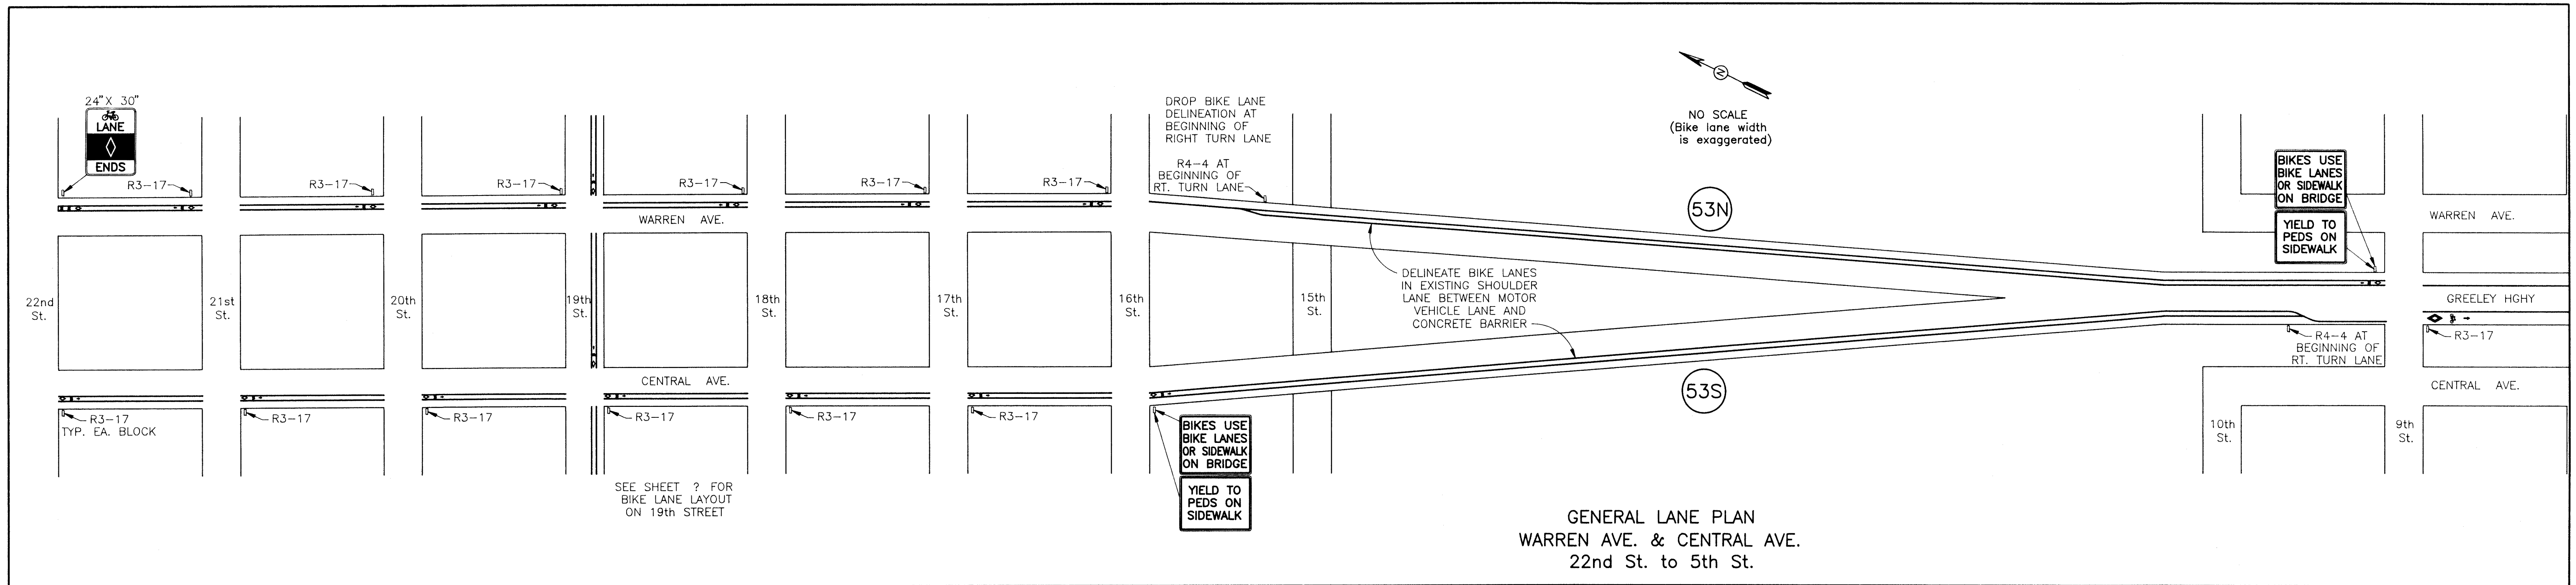 24" X 30"
LANE
ENDS
R3-17
R3-17
R3-17
R3-17
R3-17
R3-17
DROP BIKE LANE
DELINEATION AT
BEGINNING OF
RIGHT TURN LANE
R4-4 AT
BEGINNING OF
RT. TURN LANE
N
NO SCALE
(Bike lane width
is exaggerated)
53N
BIKES USE
BIKE LANES
OR SIDEWALK
ON BRIDGE
YIELD TO
PEDS ON
SIDEWALK
WARREN AVE.
WARREN AVE.
22nd
St.
21st
St.
20th
St.
19th
St.
18th
St.
17th
St.
16th
St.
15th
St.
DELINEATE BIKE LANES
IN EXISTING SHOULDER
LANE BETWEEN MOTOR
VEHICLE LANE AND
CONCRETE BARRIER
GREELEY HGHY
R4-4 AT
BEGINNING OF
RT. TURN LANE
R3-17
CENTRAL AVE.
CENTRAL AVE.
53S
R3-17
TYP. EA. BLOCK
R3-17
R3-17
R3-17
R3-17
R3-17
BIKES USE
BIKE LANES
OR SIDEWALK
ON BRIDGE
YIELD TO
PEDS ON
SIDEWALK
10th
St.
9th
St.
SEE SHEET ? FOR
BIKE LANE LAYOUT
ON 19th STREET
GENERAL LANE PLAN
WARREN AVE. & CENTRAL AVE.
22nd St. to 5th St.